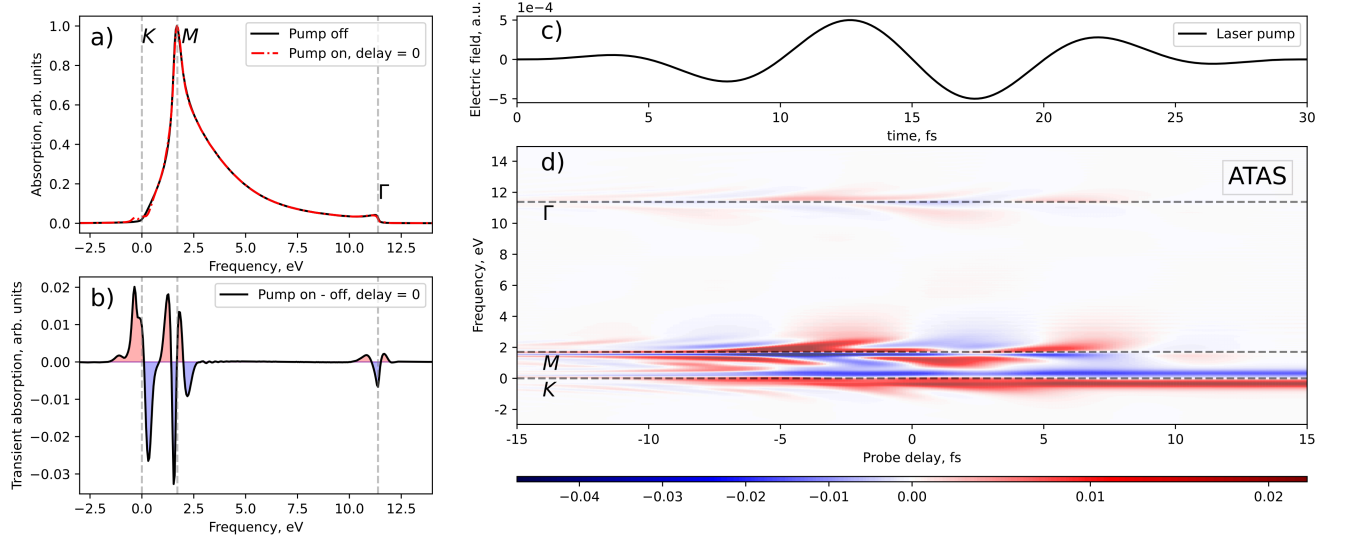 a)
K
M
Pump off
Pump on, delay = 0
Γ
Absorption, arb. units
1.0
0.8
0.6
0.4
0.2
0.0
−2.5 0.0 2.5 5.0 7.5 10.0 12.5
Frequency, eV
b)
Pump on - off, delay = 0
Transient absorption, arb. units
0.02
0.01
0.00
−0.01
−0.02
−0.03
−2.5 0.0 2.5 5.0 7.5 10.0 12.5
Frequency, eV
1e−4
c)
Laser pump
Electric field, a.u.
5
0
−5
0 5 10 15 20 25 30
time, fs
d)
ATAS
Γ
M
K
Frequency, eV
14
12
10
8
6
4
2
0
-2
-15 -10 -5 0 5 10 15
Probe delay, fs
−0.04 −0.03 −0.02 −0.01 0.00 0.01 0.02